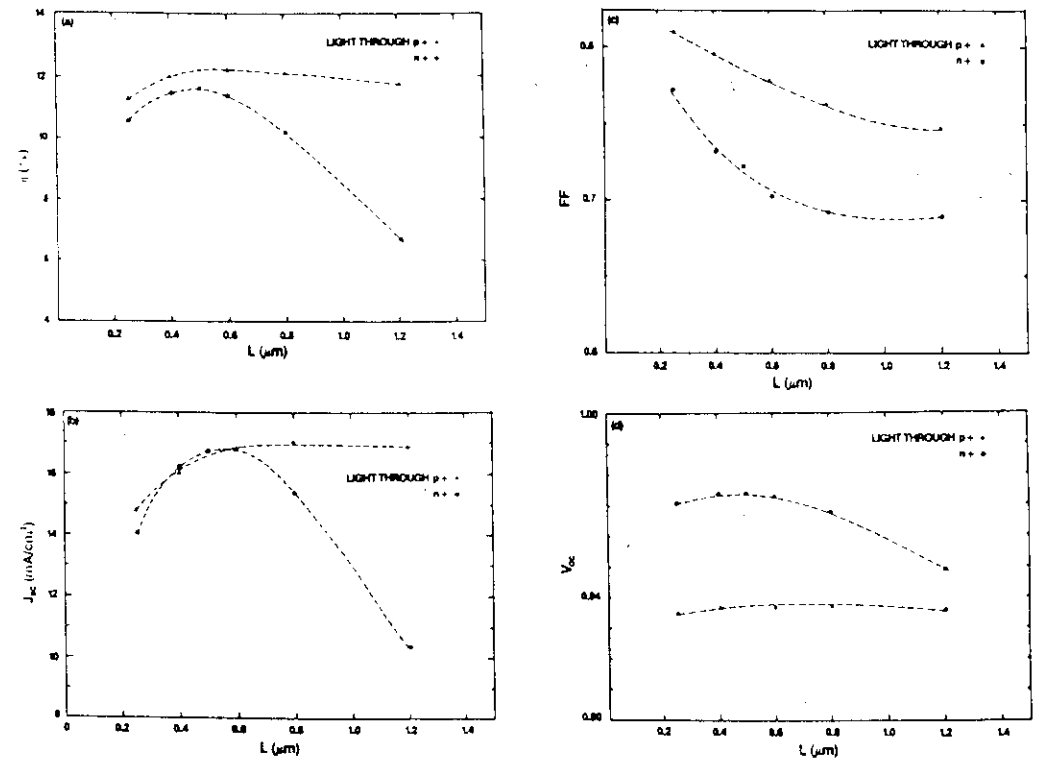 (a)
14
12
10
8
6
4
LIGHT THROUGH p+
n+
0.2 0.4 0.6 0.8 1.0 1.2 1.4
L (μm)
(c)
0.8
0.7
0.6
FF
LIGHT THROUGH p+
n+
0.2 0.4 0.6 0.8 1.0 1.2 1.4
L (μm)
(b)
18
16
14
12
10
8
Jsc (mA/cm²)
LIGHT THROUGH p+
n+
0 0.2 0.4 0.6 0.8 1.0 1.2 1.4
L (μm)
(d)
1.00
0.94
0.90
Voc
LIGHT THROUGH p+
n+
0.2 0.4 0.6 0.8 1.0 1.2 1.4
L (μm)